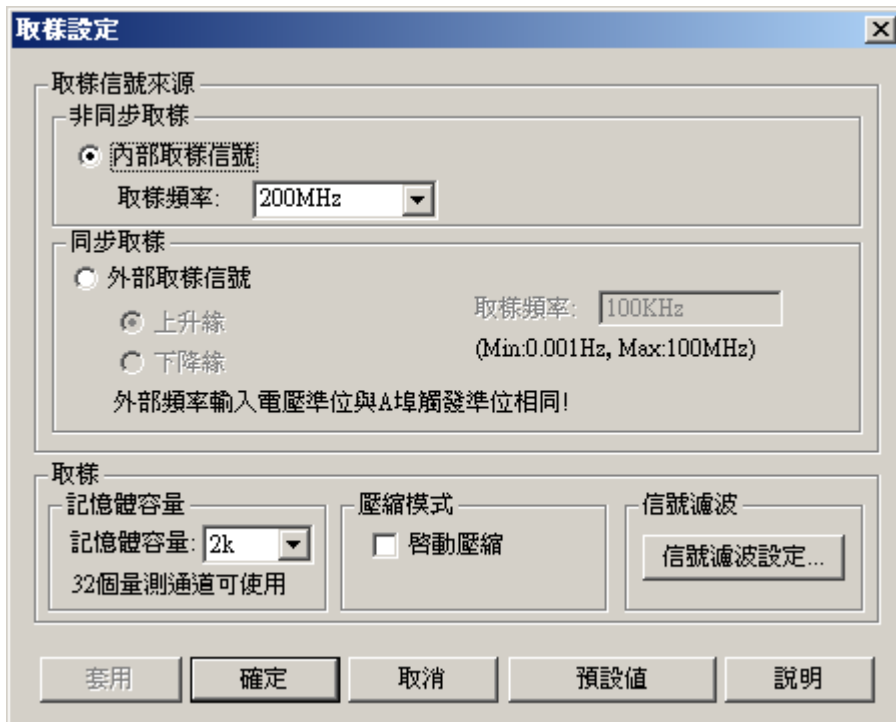 取樣設定
取樣信號來源
非同步取樣
內部取樣信號
取樣頻率: 200MHz
同步取樣
外部取樣信號
上升緣
取樣頻率: 100KHz
下降緣
(Min:0.001Hz, Max:100MHz)
外部頻率輸入電壓準位與A埠觸發準位相同!
取樣
記憶體容量
記憶體容量: 2k
32個量測通道可使用
壓縮模式
啓動壓縮
信號濾波
信號濾波設定...
套用 確定 取消 預設值 說明